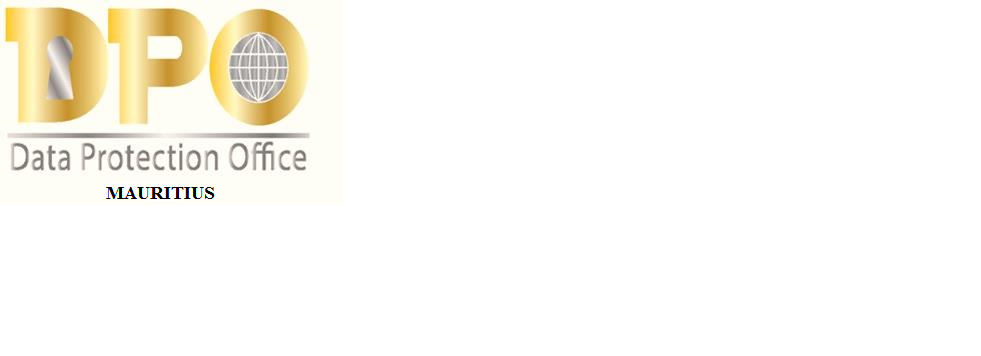 DPO
Data Protection Office
MAURITIUS